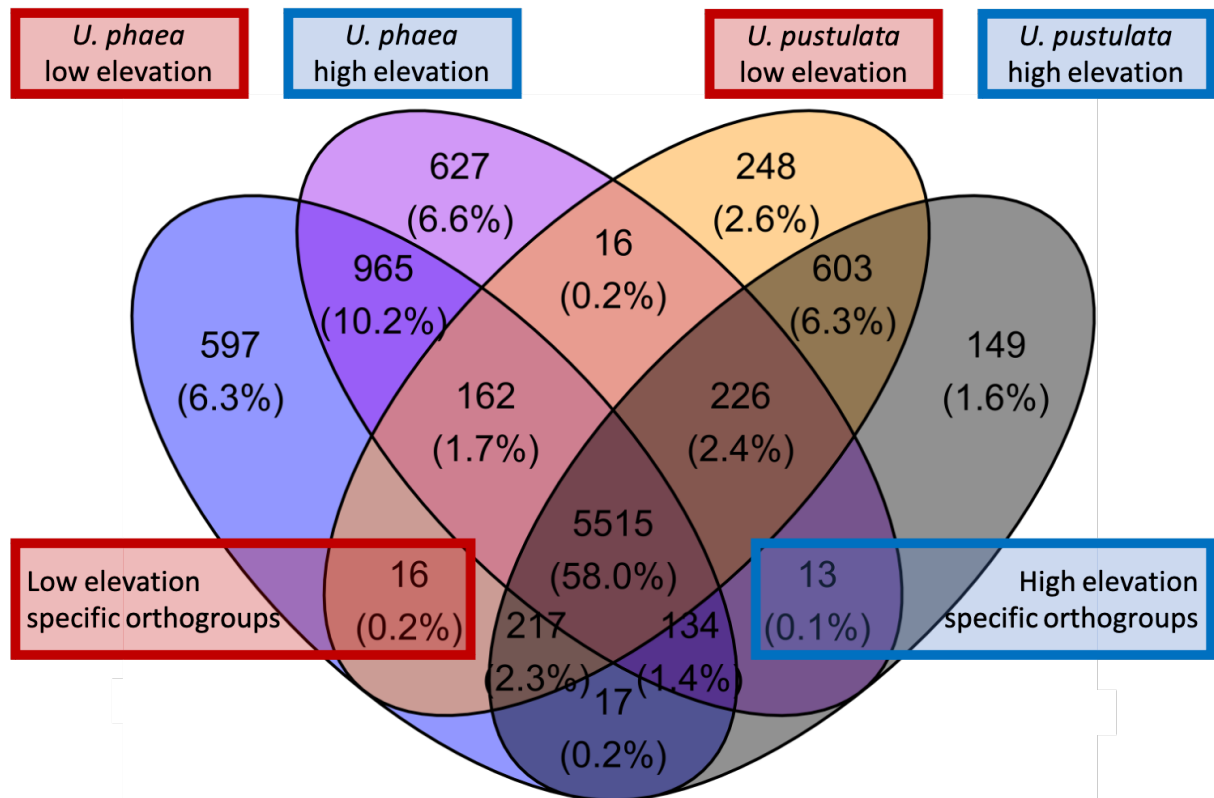 U. phaea
low elevation
U. phaea
high elevation
U. pustulata
low elevation
U. pustulata
high elevation
627
(6.6%)
248
(2.6%)
16
(0.2%)
965
(10.2%)
603
(6.3%)
597
(6.3%)
149
(1.6%)
162
(1.7%)
226
(2.4%)
5515
(58.0%)
Low elevation
specific orthogroups
16
(0.2%)
13
(0.1%)
High elevation
specific orthogroups
217
(2.3%)
134
(1.4%)
17
(0.2%)